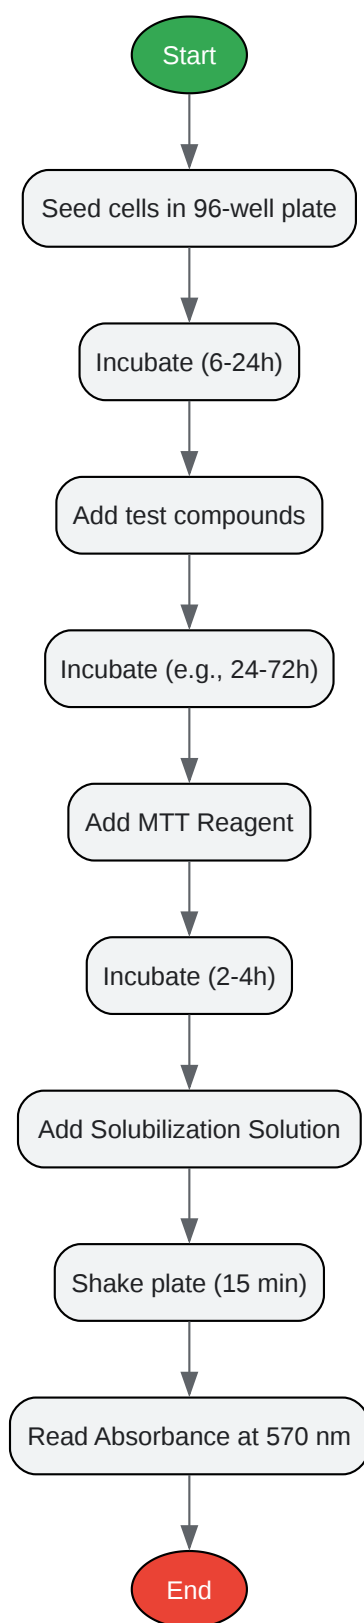 Start
Seed cells in 96-well plate
Incubate (6-24h)
Add test compounds
Incubate (e.g., 24-72h)
Add MTT Reagent
Incubate (2-4h)
Add Solubilization Solution
Shake plate (15 min)
Read Absorbance at 570 nm
End